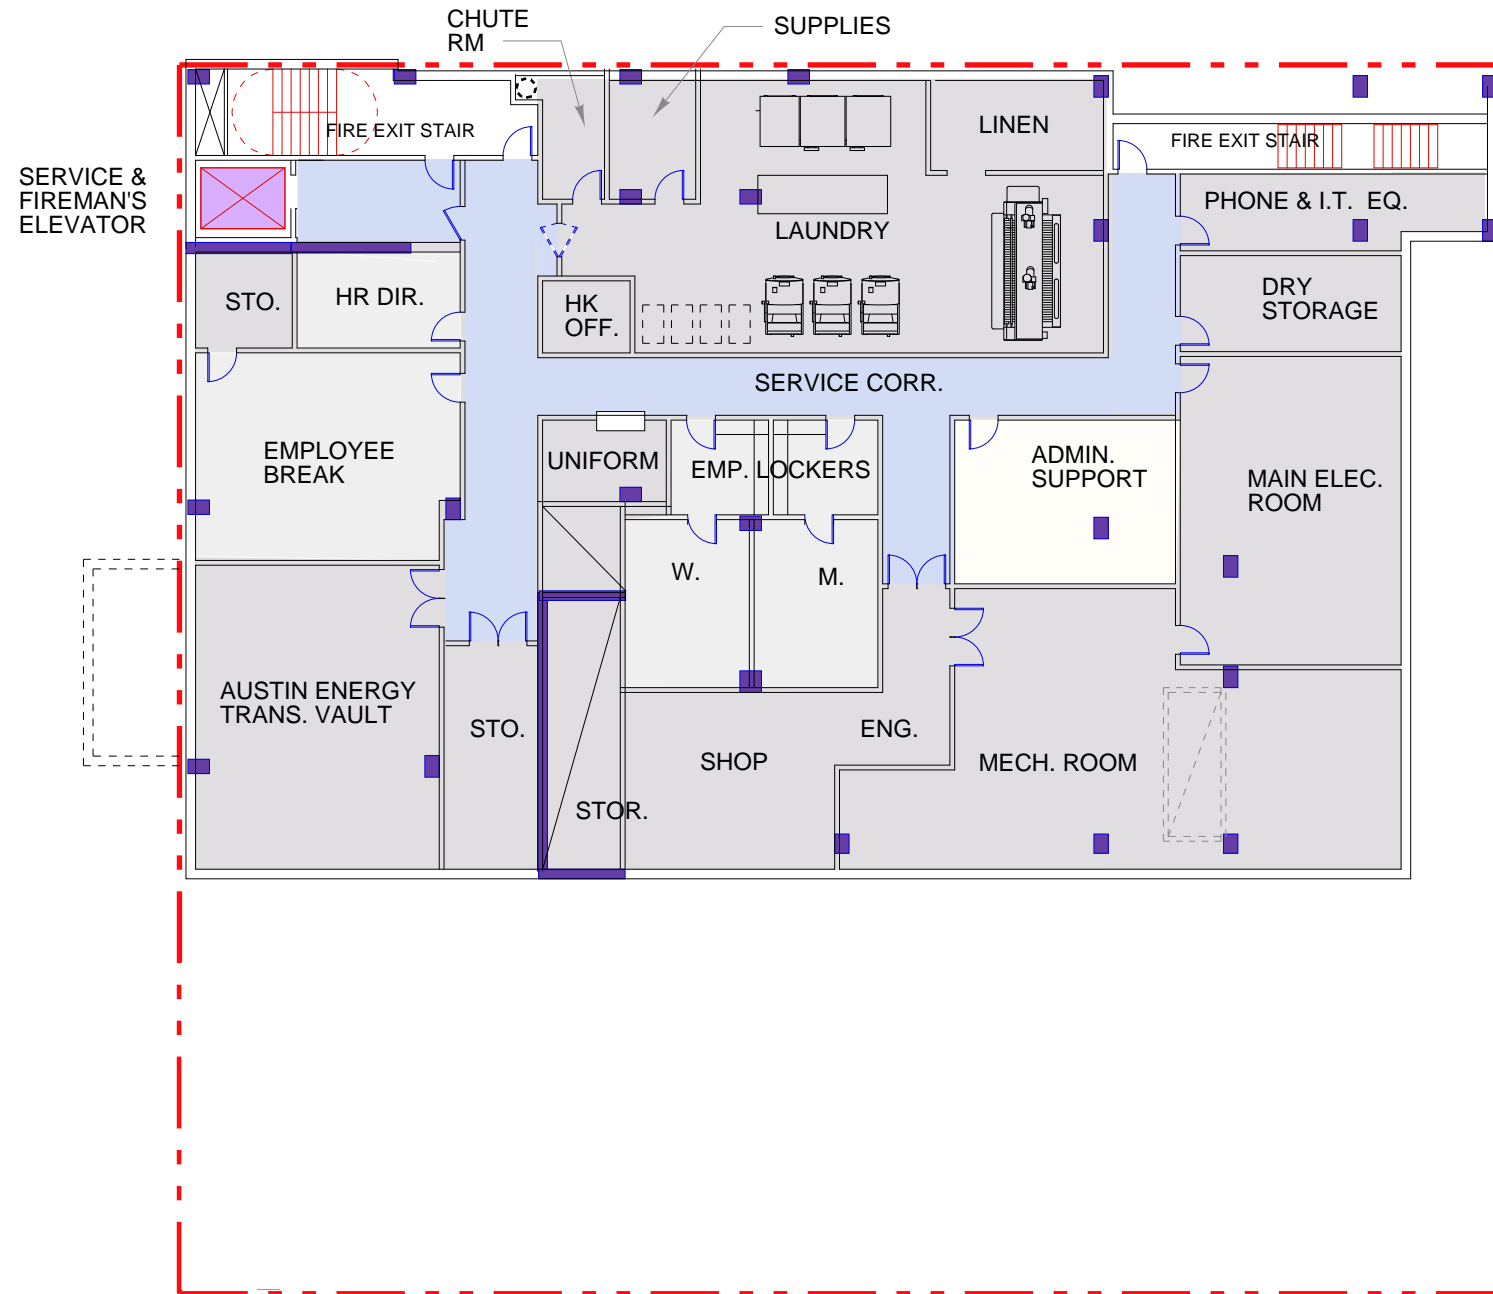 CHUTE
RM
SUPPLIES
FIRE EXIT STAIR
LINEN
FIRE EXIT STAIR
SERVICE &
FIREMAN'S
ELEVATOR
PHONE & I.T. EQ.
LAUNDRY
STO.
HR DIR.
HK
OFF.
DRY
STORAGE
SERVICE CORR.
EMPLOYEE
BREAK
UNIFORM
EMP. LOCKERS
ADMIN.
SUPPORT
MAIN ELEC.
ROOM
W.
M.
AUSTIN ENERGY
TRANS. VAULT
STO.
ENG.
SHOP
MECH. ROOM
STOR.